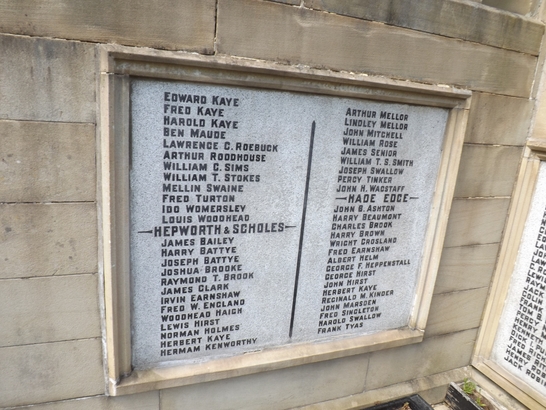 EDWARD KAYE
FRED KAYE
HAROLD KAYE
BEN MAUDE
LAWRENCE C. ROEBUCK
ARTHUR ROODHOUSE
WILLIAM C. SIMS
WILLIAM T. STOKES
MELLIN SWAINE
FRED TURTON
IDO WOMERSLEY
LOUIS WOODHEAD
HEPWORTH & SCHOLES
JAMES BAILEY
HARRY BATTYE
JOSEPH BATTYE
JOSHUA BROOKE
RAYMOND T. BROOK
JAMES CLARK
IRVIN EARNSHAW
FRED W. ENGLAND
WOODHEAD HAIGH
LEWIS HIRST
NORMAN HOLMES
HERBERT KAYE
HERMAN KENWORTHY
ARTHUR MELLOR
LINDLEY MELLOR
JOHN MITCHELL
WILLIAM ROSE
JAMES SENIOR
WILLIAM T. S. SMITH
JOSEPH SWALLOW
PERCY TINKER
JOHN H. WAGSTAFF
HADE EDGE
JOHN B. ASHTON
HARRY BEAUMONT
CHARLES BROOK
HARRY BROWN
WRIGHT CROSLAND
FRED EARNSHAW
ALBERT HELM
GEORGE F. HEPPENSTALL
GEORGE HIRST
JOHN HIRST
HERBERT KAYE
REGINALD M. KINDER
JOHN MARSDEN
FRED SINGLETON
HAROLD SWALLOW
FRANK TYAS